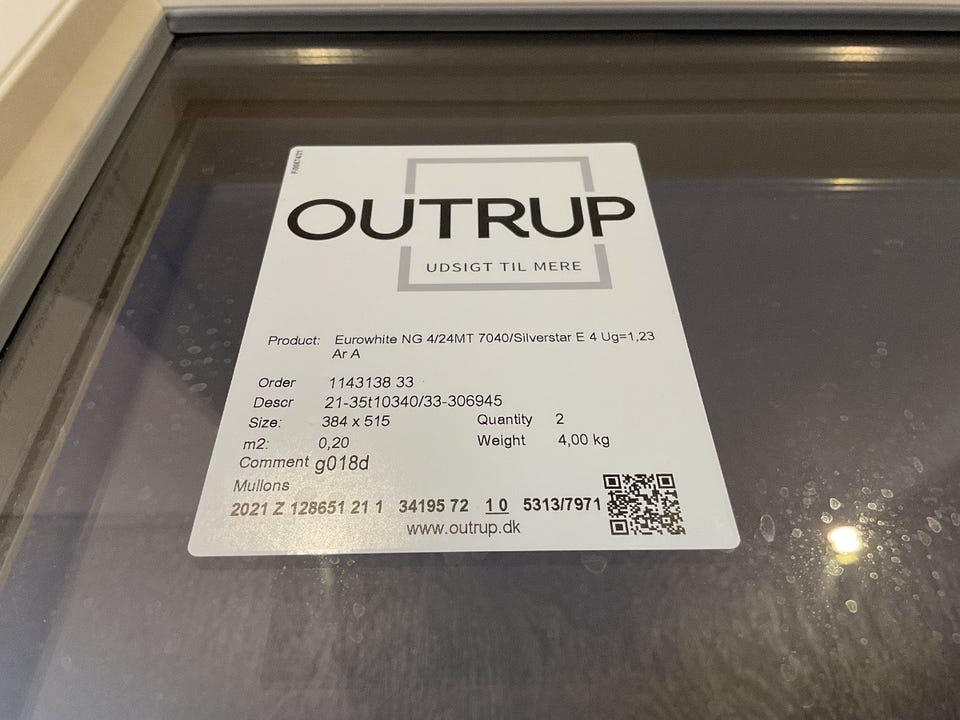 OUTRUP
UDSIGT TIL MERE
Product: Eurowhite NG 4/24MT 7040/Silverstar E 4 Ug=1,23
Ar A
Order 1143138 33
Descr 21-35t10340/33-306945
Size: 384 x 515 Quantity 2
m2: 0,20 Weight 4,00 kg
Comment g018d
Mullons
2021 Z 128651 21 1 34195 72 1 0 5313/7971
www.outrup.dk